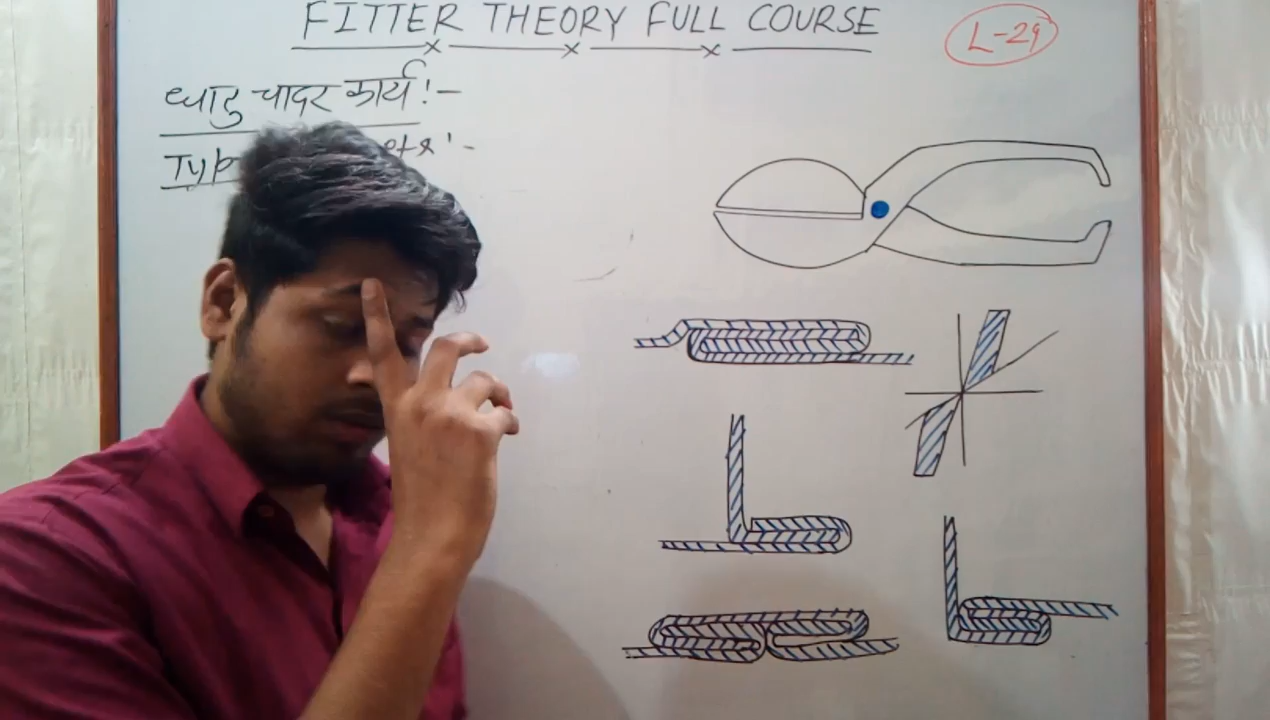 FITTER THEORY FULL COURSE
L-29
धातु चादर कार्य !-